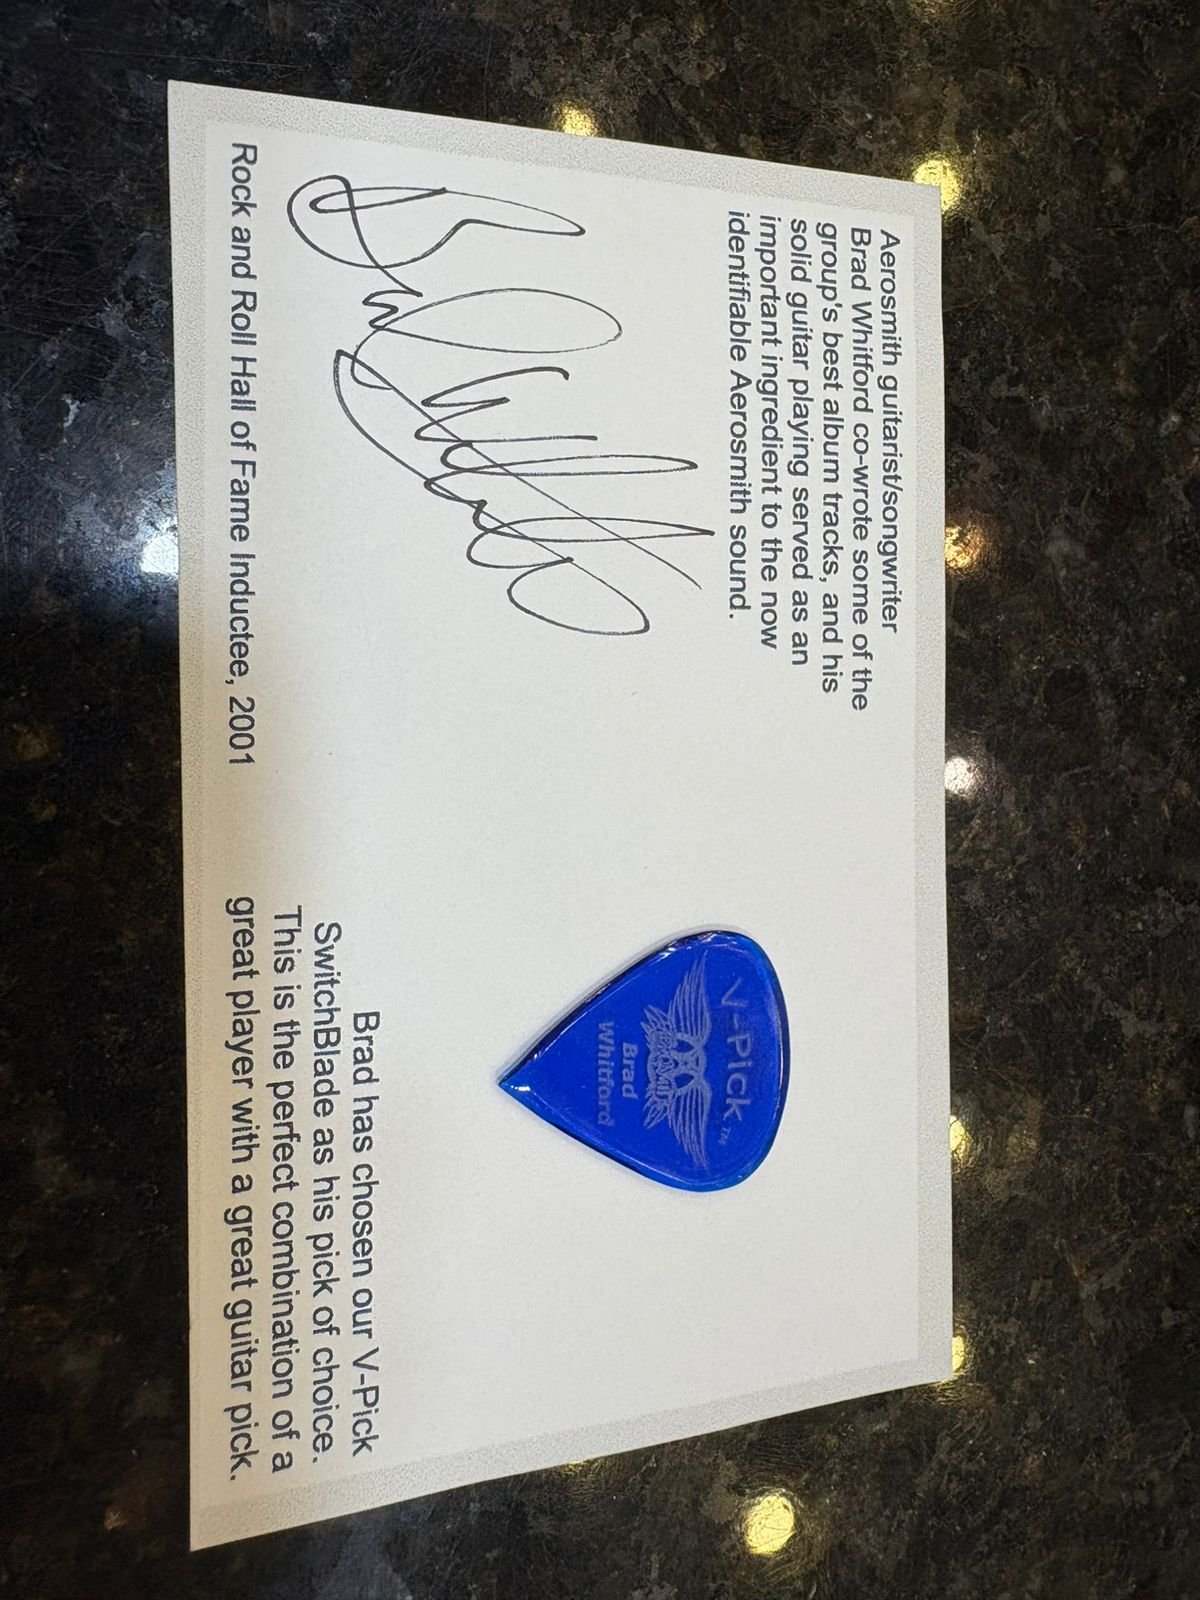 Aerosmith guitarist/songwriter
Brad Whitford co-wrote some of the
group's best album tracks, and his
solid guitar playing served as an
important ingredient to the now
identifiable Aerosmith sound.
Brad Whitford
Rock and Roll Hall of Fame Inductee, 2001
V-Pick™
Brad
Whitford
Brad has chosen our V-Pick
SwitchBlade as his pick of choice.
This is the perfect combination of a
great player with a great guitar pick.